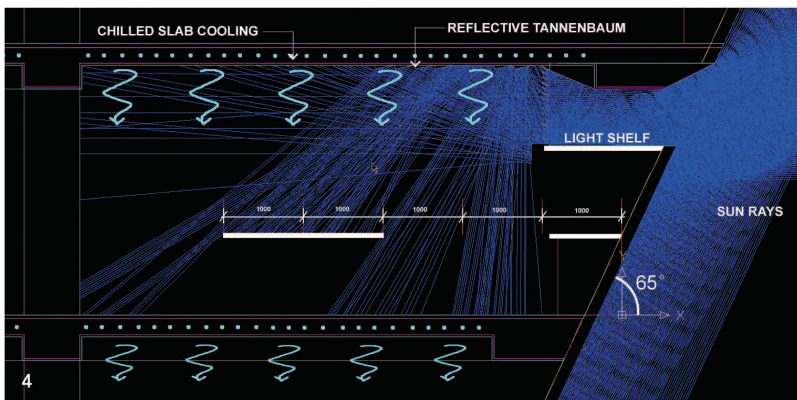 CHILLED SLAB COOLING
REFLECTIVE TANNENBAUM
LIGHT SHELF
1000 1000 1000 1000 1000
SUN RAYS
Y
65°
X
4